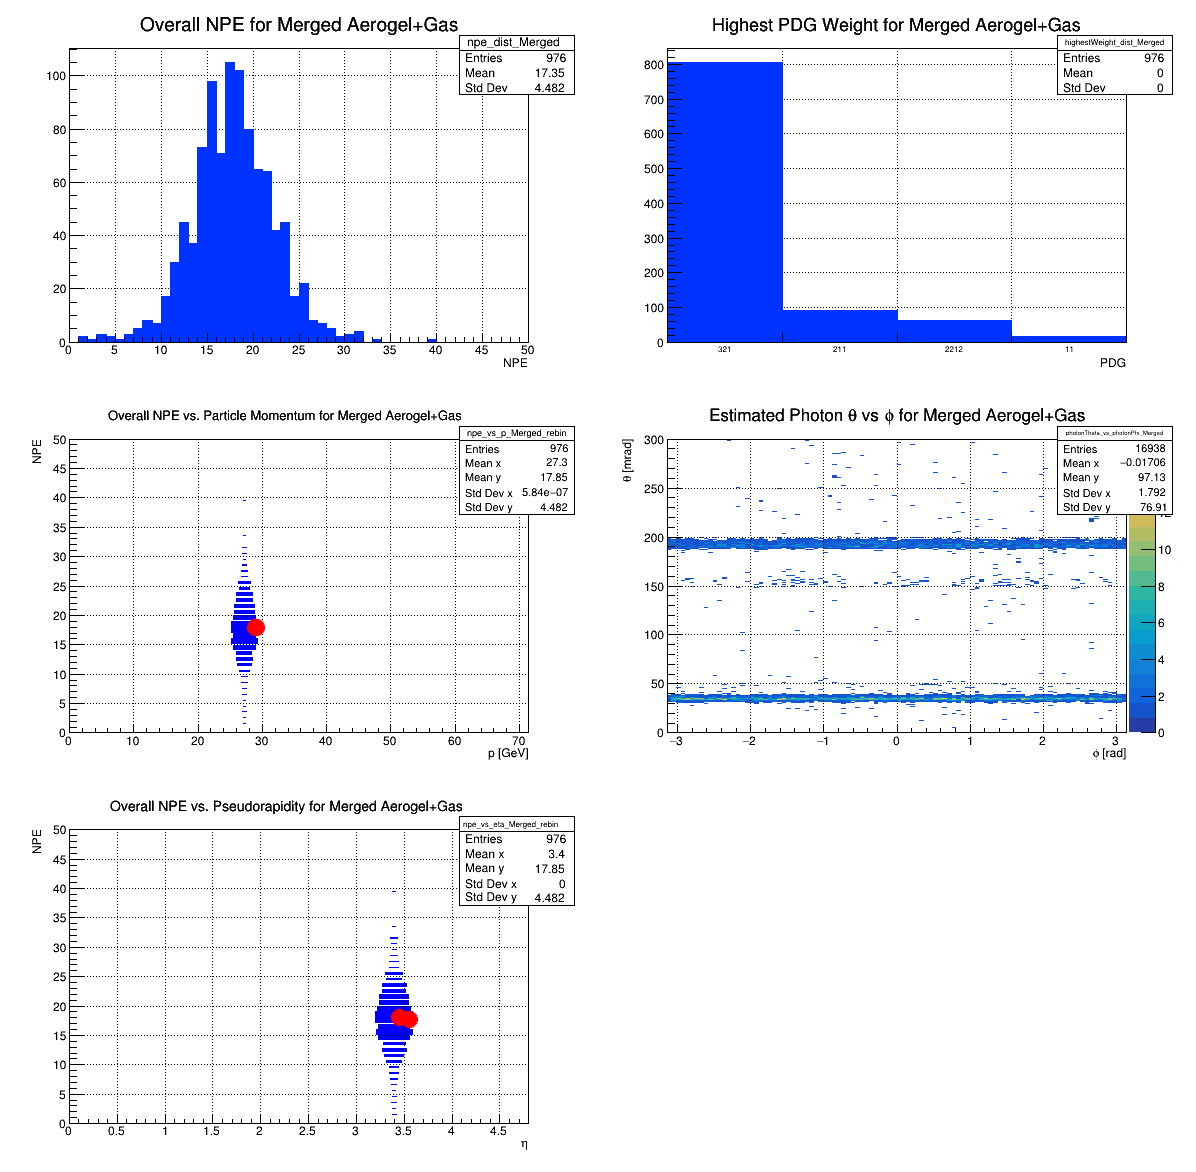 Overall NPE for Merged Aerogel+Gas
npe_dist_Merged
Entries 976
Mean 17.35
Std Dev 4.482
100
80
60
40
20
0
0 5 10 15 20 25 30 35 40 45 50
NPE
Highest PDG Weight for Merged Aerogel+Gas
highestWeight_dist_Merged
Entries 976
Mean 0
Std Dev 0
800
700
600
500
400
300
200
100
0
321 211 2212 11
PDG
Overall NPE vs. Particle Momentum for Merged Aerogel+Gas
npe_vs_p_Merged_rebin
Entries 976
Mean x 27.3
Mean y 17.85
Std Dev x 5.84e−07
Std Dev y 4.482
NPE
50
45
40
35
30
25
20
15
10
5
0
0 10 20 30 40 50 60 70
p [GeV]
Estimated Photon θ vs ϕ for Merged Aerogel+Gas
photonTheta_vs_photonPhi_Merged
Entries 16938
Mean x −0.01706
Mean y 97.13
Std Dev x 1.792
Std Dev y 76.91
θ [mrad]
300
250
200
150
100
50
0
−3 −2 −1 0 1 2 3
ϕ [rad]
10
8
6
4
2
0
Overall NPE vs. Pseudorapidity for Merged Aerogel+Gas
npe_vs_eta_Merged_rebin
Entries 976
Mean x 3.4
Mean y 17.85
Std Dev x 0
Std Dev y 4.482
NPE
50
45
40
35
30
25
20
15
10
5
0
0 0.5 1 1.5 2 2.5 3 3.5 4 4.5
η